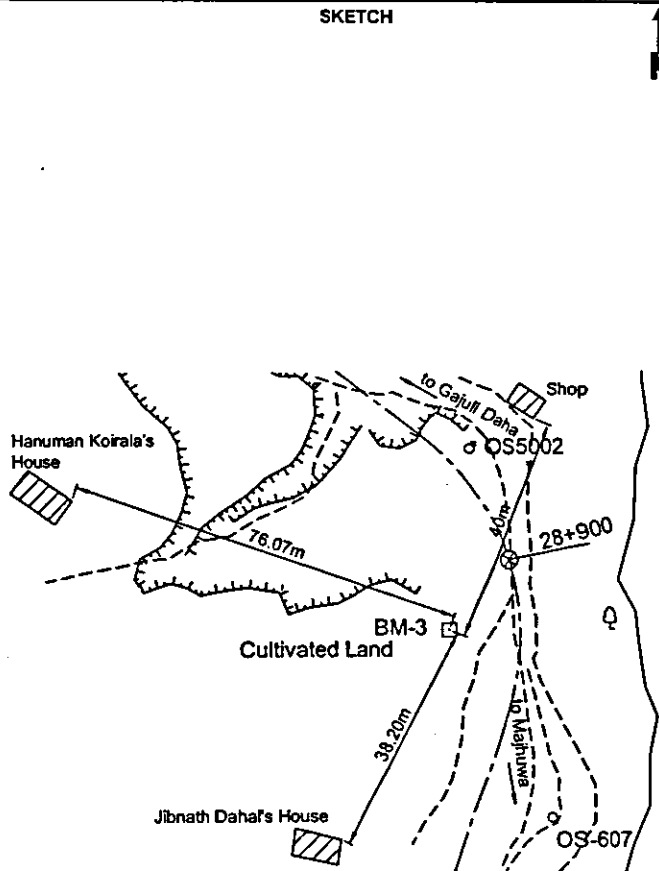 SKETCH
to Gajuli Daha
Shop
Hanuman Koirala's
House
OS5002
40m
28+900
76.07m
BM-3
Cultivated Land
38.20m
to Majhuwa
Jibnath Dahal's House
OS-607